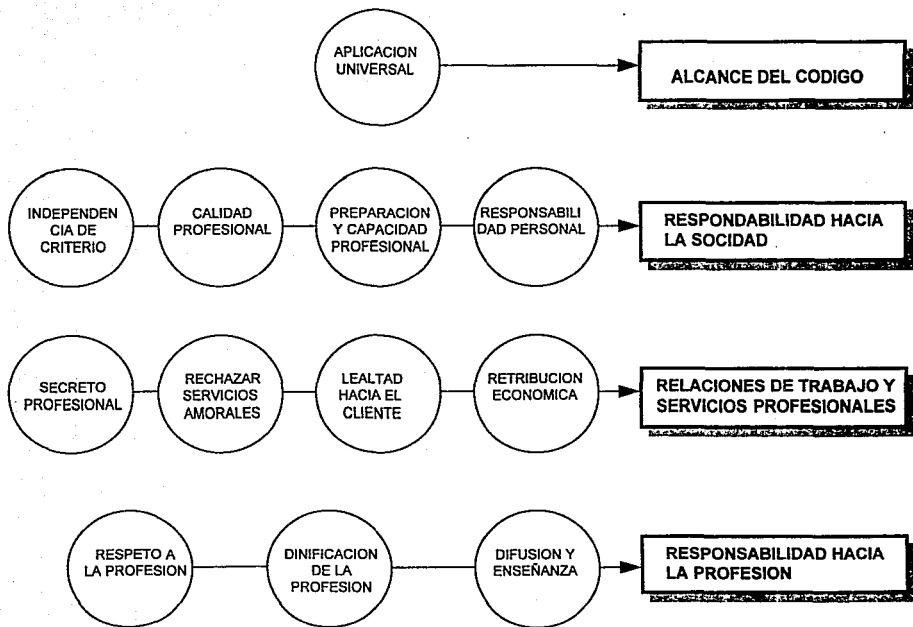 APLICACION
UNIVERSAL
ALCANCE DEL CODIGO
INDEPENDEN
CIA DE
CRITERIO
CALIDAD
PROFESIONAL
PREPARACION
Y CAPACIDAD
PROFESIONAL
RESPONSABILI
DAD PERSONAL
RESPONDABILIDAD HACIA
LA SOCIDAD
SECRETO
PROFESIONAL
RECHAZAR
SERVICIOS
AMORALES
LEALTAD
HACIA EL
CLIENTE
RETRIBUCION
ECONOMICA
RELACIONES DE TRABAJO Y
SERVICIOS PROFESIONALES
RESPETO A
LA PROFESION
DINIFICACION
DE LA
PROFESION
DIFUSION Y
ENSEÑANZA
RESPONSABILIDAD HACIA
LA PROFESION